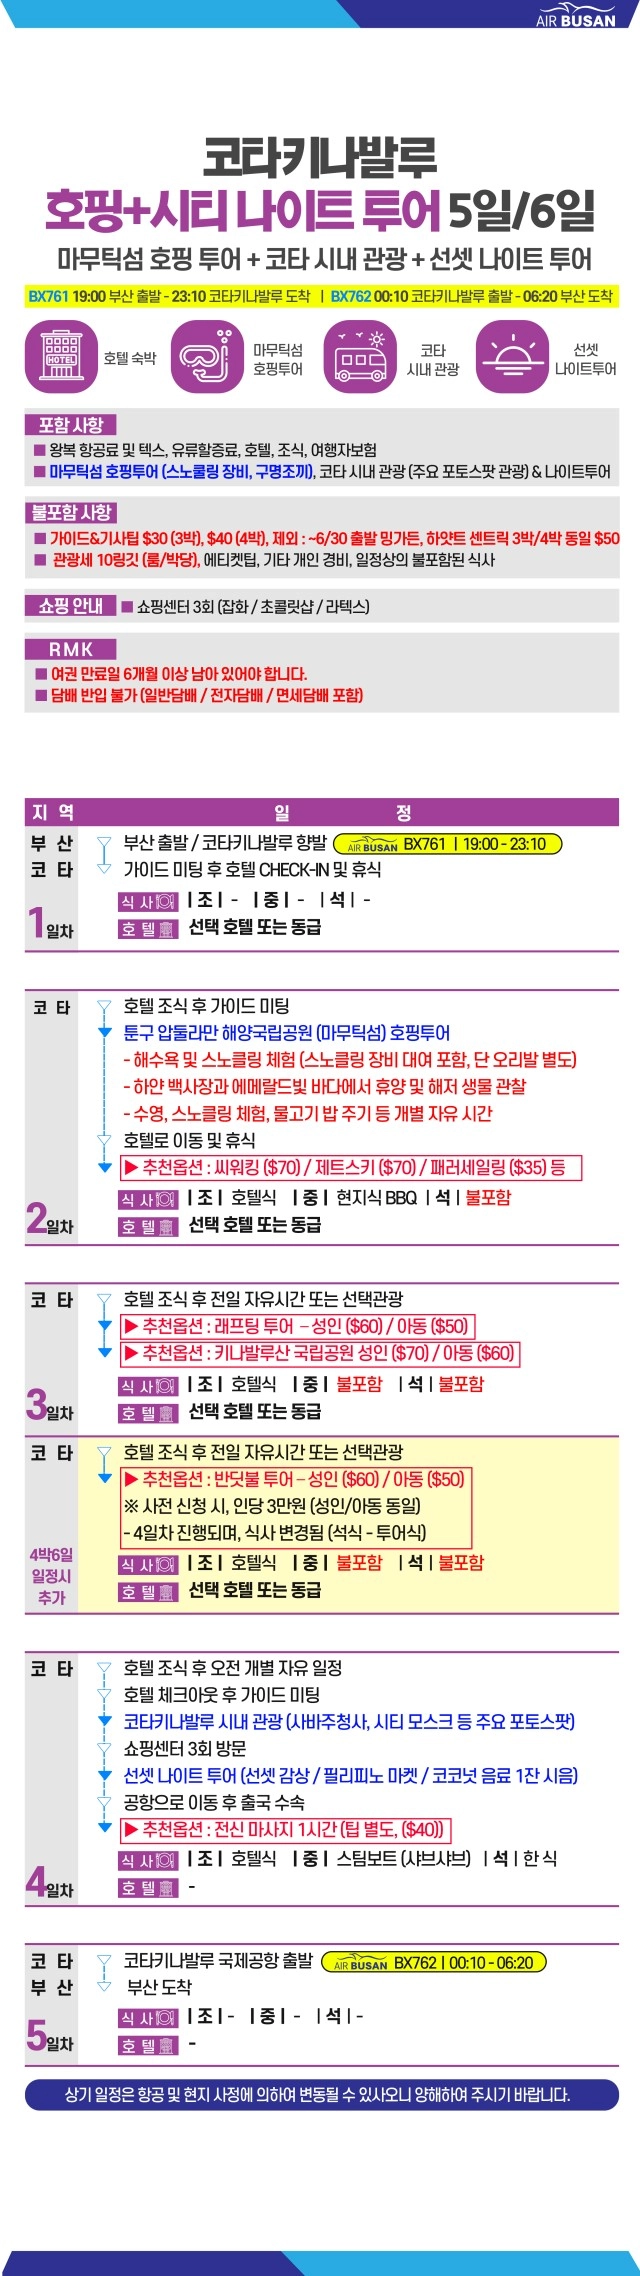 AIR BUSAN
코타키나발루
호핑+시티 나이트 투어 5일/6일
마무틱섬 호핑 투어 + 코타 시내 관광 + 선셋 나이트 투어
BX761 19:00 부산 출발 - 23:10 코타키나발루 도착 | BX762 00:10 코타키나발루 출발 - 06:20 부산 도착
HOTEL
호텔 숙박
마무틱섬
호핑투어
코타
시내 관광
선셋
나이트투어
포함 사항
■ 왕복 항공료 및 텍스, 유류할증료, 호텔, 조식, 여행자보험
■ 마무틱섬 호핑투어 (스노쿨링 장비, 구명조끼), 코타 시내 관광 (주요 포토스팟 관광) & 나이트투어
불포함 사항
■ 가이드&기사팁 $30 (3박), $40 (4박), 제외 : ~6/30 출발 밍가든, 하얏트 센트릭 3박/4박 동일 $50
■ 관광세 10링깃 (룸/박당), 에티켓팁, 기타 개인 경비, 일정상의 불포함된 식사
쇼핑 안내 ■ 쇼핑센터 3회 (잡화 / 초콜릿샵 / 라텍스)
RMK
■ 여권 만료일 6개월 이상 남아 있어야 합니다.
■ 담배 반입 불가 (일반담배 / 전자담배 / 면세담배 포함)
지 역 일 정
부 산 부산 출발 / 코타키나발루 향발 AIR BUSAN BX761 | 19:00 - 23:10
코 타 가이드 미팅 후 호텔 CHECK-IN 및 휴식
식 사 | 조 | - | 중 | - | 석 | -
1일차 호 텔 선택 호텔 또는 동급
코 타 호텔 조식 후 가이드 미팅
툰구 압둘라만 해양국립공원 (마무틱섬) 호핑투어
- 해수욕 및 스노클링 체험 (스노클링 장비 대여 포함, 단 오리발 별도)
- 하얀 백사장과 에메랄드빛 바다에서 휴양 및 해저 생물 관찰
- 수영, 스노클링 체험, 물고기 밥 주기 등 개별 자유 시간
호텔로 이동 및 휴식
▶ 추천옵션 : 씨워킹 ($70) / 제트스키 ($70) / 패러세일링 ($35) 등
식 사 | 조 | 호텔식 | 중 | 현지식 BBQ | 석 | 불포함
2일차 호 텔 선택 호텔 또는 동급
코 타 호텔 조식 후 전일 자유시간 또는 선택관광
▶ 추천옵션 : 래프팅 투어 – 성인 ($60) / 아동 ($50)
▶ 추천옵션 : 키나발루산 국립공원 성인 ($70) / 아동 ($60)
식 사 | 조 | 호텔식 | 중 | 불포함 | 석 | 불포함
3일차 호 텔 선택 호텔 또는 동급
코 타 호텔 조식 후 전일 자유시간 또는 선택관광
▶ 추천옵션 : 반딧불 투어 – 성인 ($60) / 아동 ($50)
※ 사전 신청 시, 인당 3만원 (성인/아동 동일)
- 4일차 진행되며, 식사 변경됨 (석식 - 투어식)
4박6일
일정시
추가
식 사 | 조 | 호텔식 | 중 | 불포함 | 석 | 불포함
호 텔 선택 호텔 또는 동급
코 타 호텔 조식 후 오전 개별 자유 일정
호텔 체크아웃 후 가이드 미팅
코타키나발루 시내 관광 (사바주청사, 시티 모스크 등 주요 포토스팟)
쇼핑센터 3회 방문
선셋 나이트 투어 (선셋 감상 / 필리피노 마켓 / 코코넛 음료 1잔 시음)
공항으로 이동 후 출국 수속
▶ 추천옵션 : 전신 마사지 1시간 (팁 별도, ($40))
식 사 | 조 | 호텔식 | 중 | 스팀보트 (샤브샤브) | 석 | 한 식
4일차 호 텔 -
코 타 코타키나발루 국제공항 출발 AIR BUSAN BX762 | 00:10 - 06:20
부 산 부산 도착
식 사 | 조 | - | 중 | - | 석 | -
5일차 호 텔 -
상기 일정은 항공 및 현지 사정에 의하여 변동될 수 있사오니 양해하여 주시기 바랍니다.